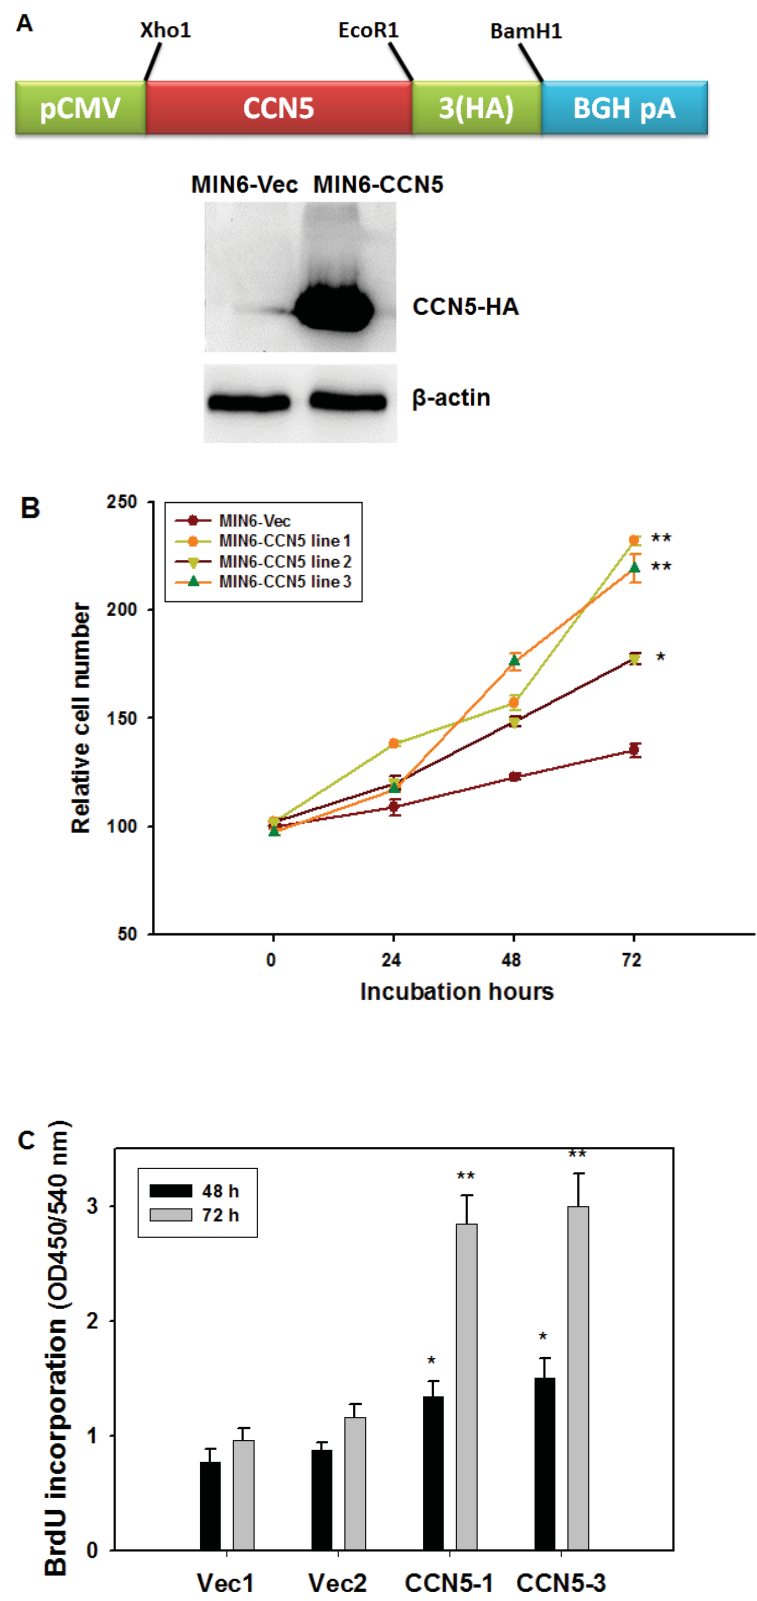 A
Xho1 EcoR1 BamH1
pCMV CCN5 3(HA) BGH pA
MIN6-Vec MIN6-CCN5
CCN5-HA
β-actin
B
250
200
150
100
50
Relative cell number
MIN6-Vec
MIN6-CCN5 line 1
MIN6-CCN5 line 2
MIN6-CCN5 line 3
**
**
*
0 24 48 72
Incubation hours
C
BrdU incorporation (OD450/540 nm)
3
2
1
0
48 h
72 h
** **
* *
Vec1 Vec2 CCN5-1 CCN5-3